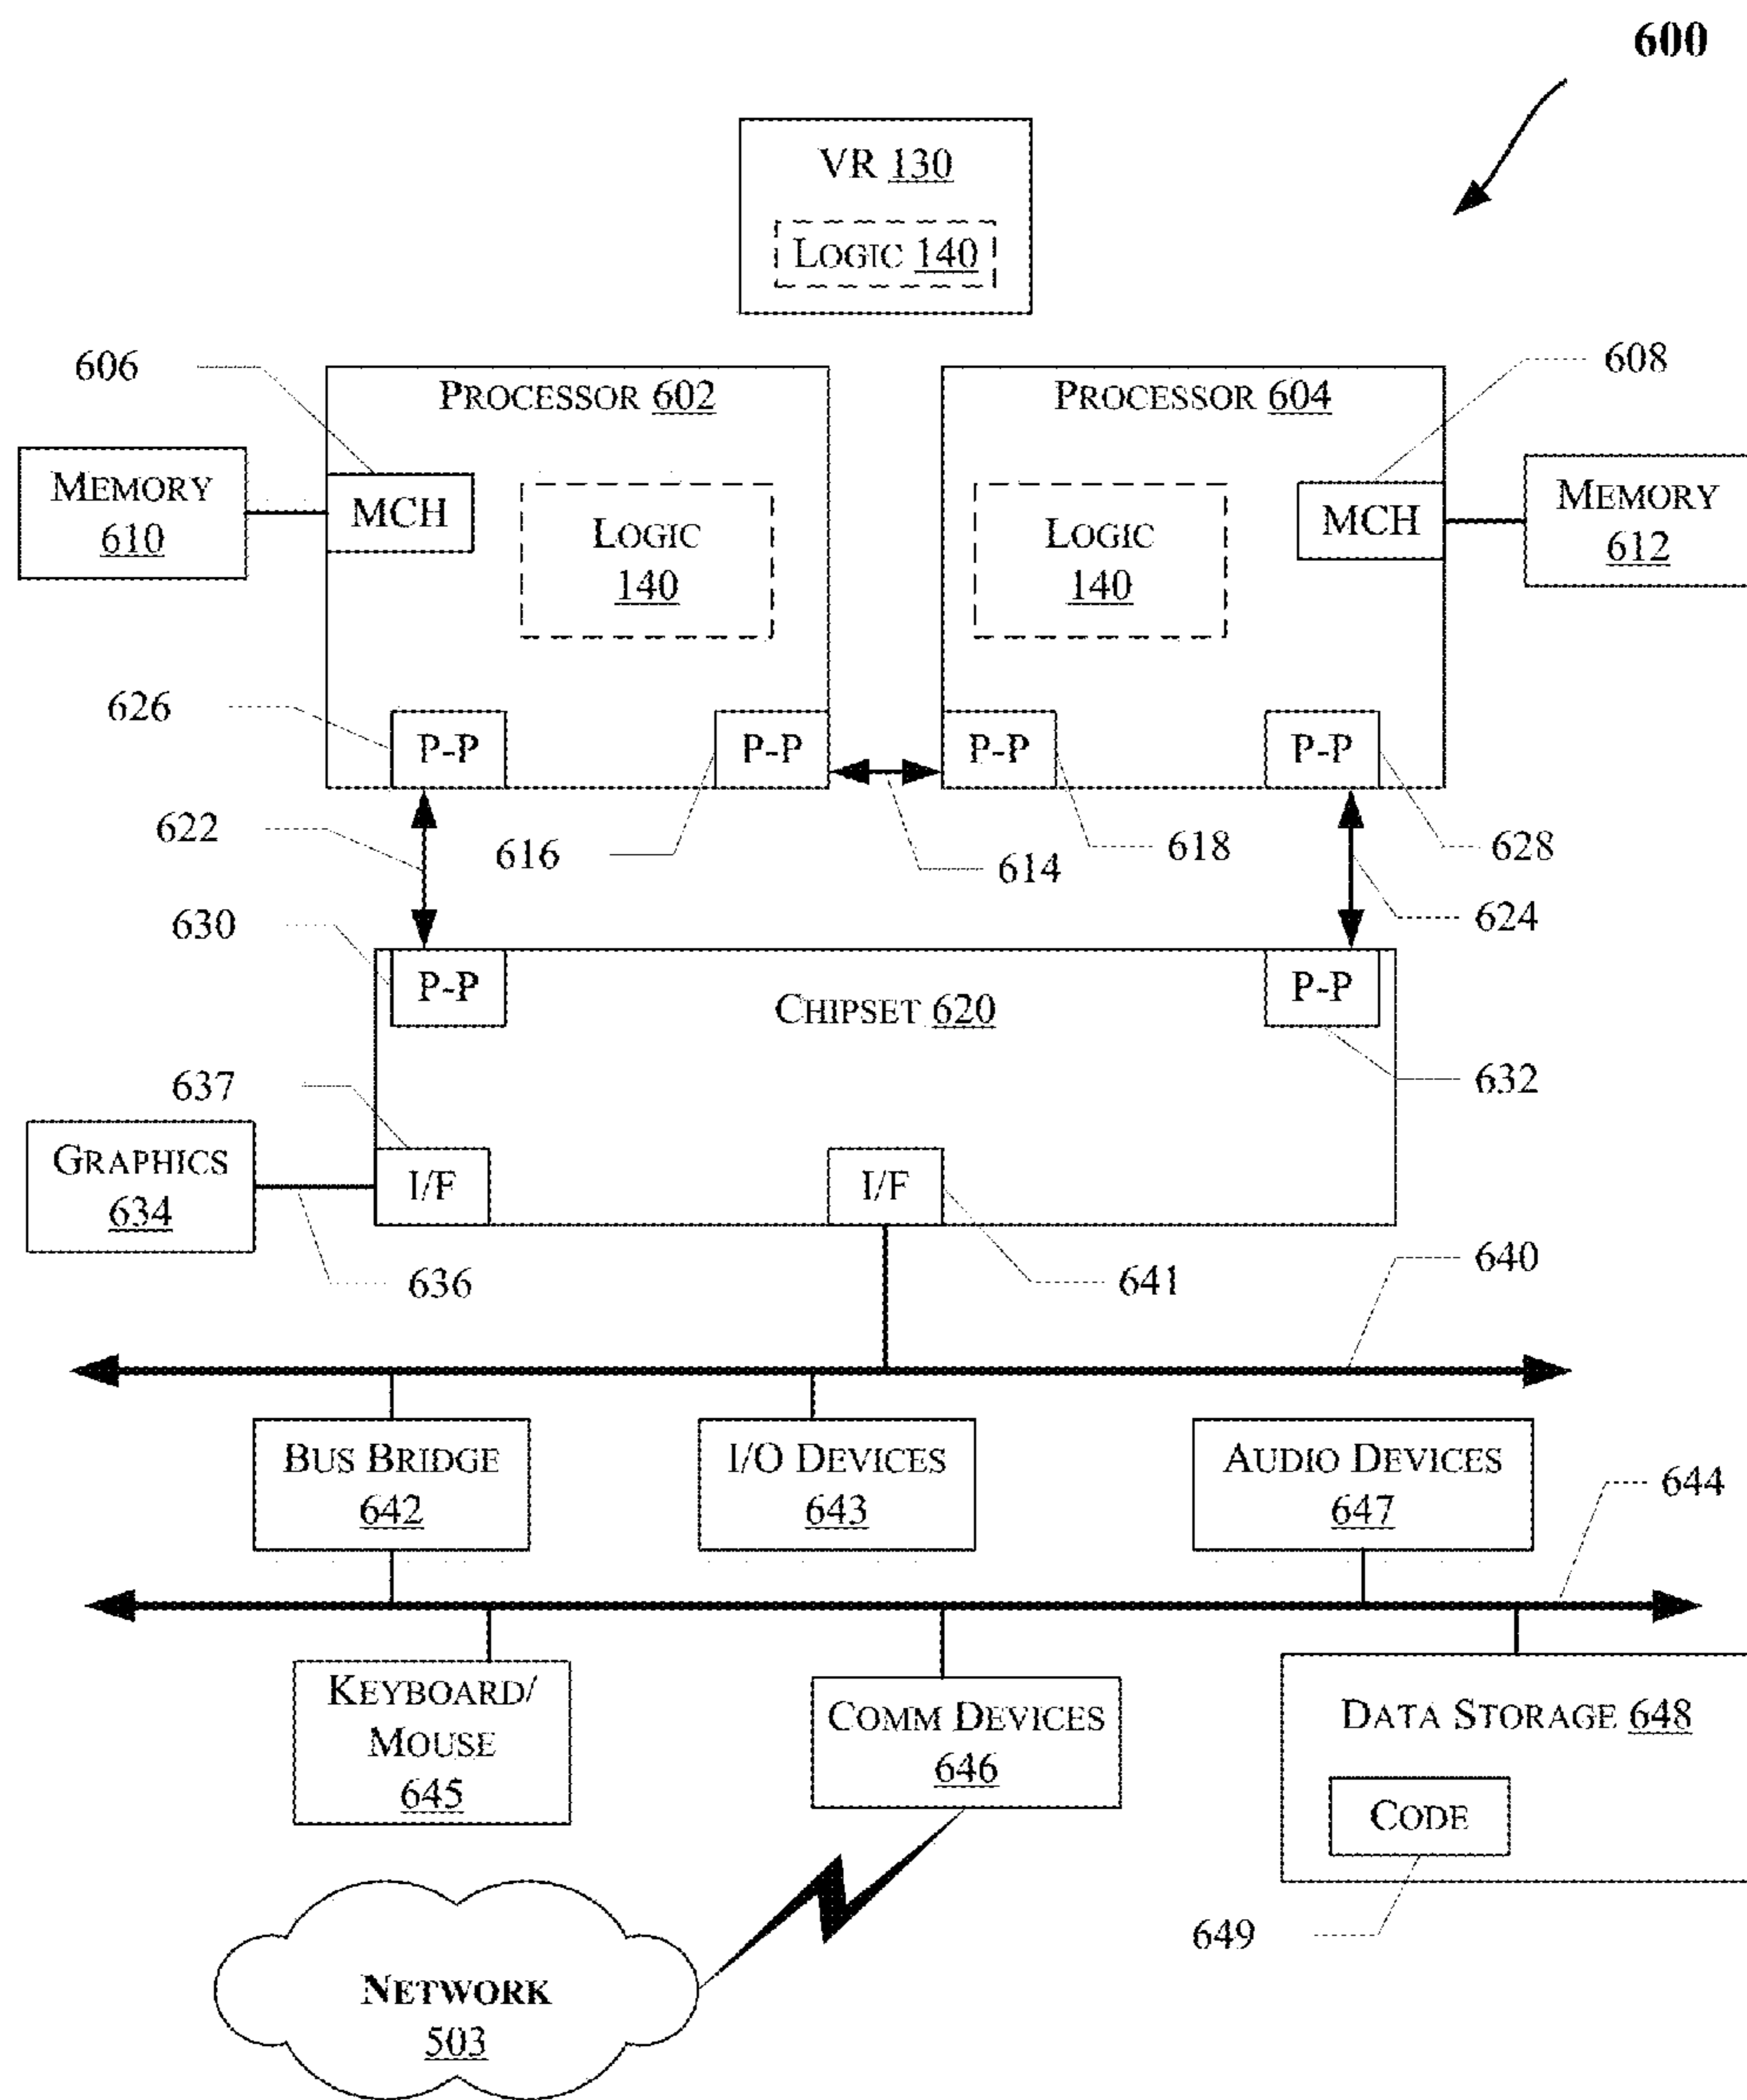 600
VR 130
LOGIC 140
606
608
PROCESSOR 602
PROCESSOR 604
MEMORY
610
MCH
LOGIC
140
LOGIC
140
MCH
MEMORY
612
626
P-P
P-P
P-P
P-P
622
616
614
618
628
624
630
P-P
CHIPSET 620
P-P
632
637
GRAPHICS
634
I/F
I/F
636
641
640
BUS BRIDGE
642
I/O DEVICES
643
AUDIO DEVICES
647
644
KEYBOARD/
MOUSE
645
COMM DEVICES
646
DATA STORAGE 648
CODE
649
NETWORK
503